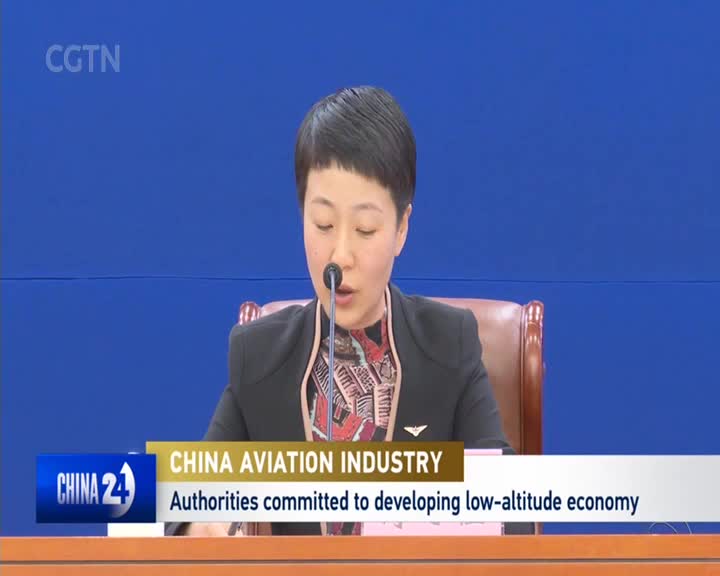 CGTN
CHINA AVIATION INDUSTRY
CHINA 24
Authorities committed to developing low-altitude economy